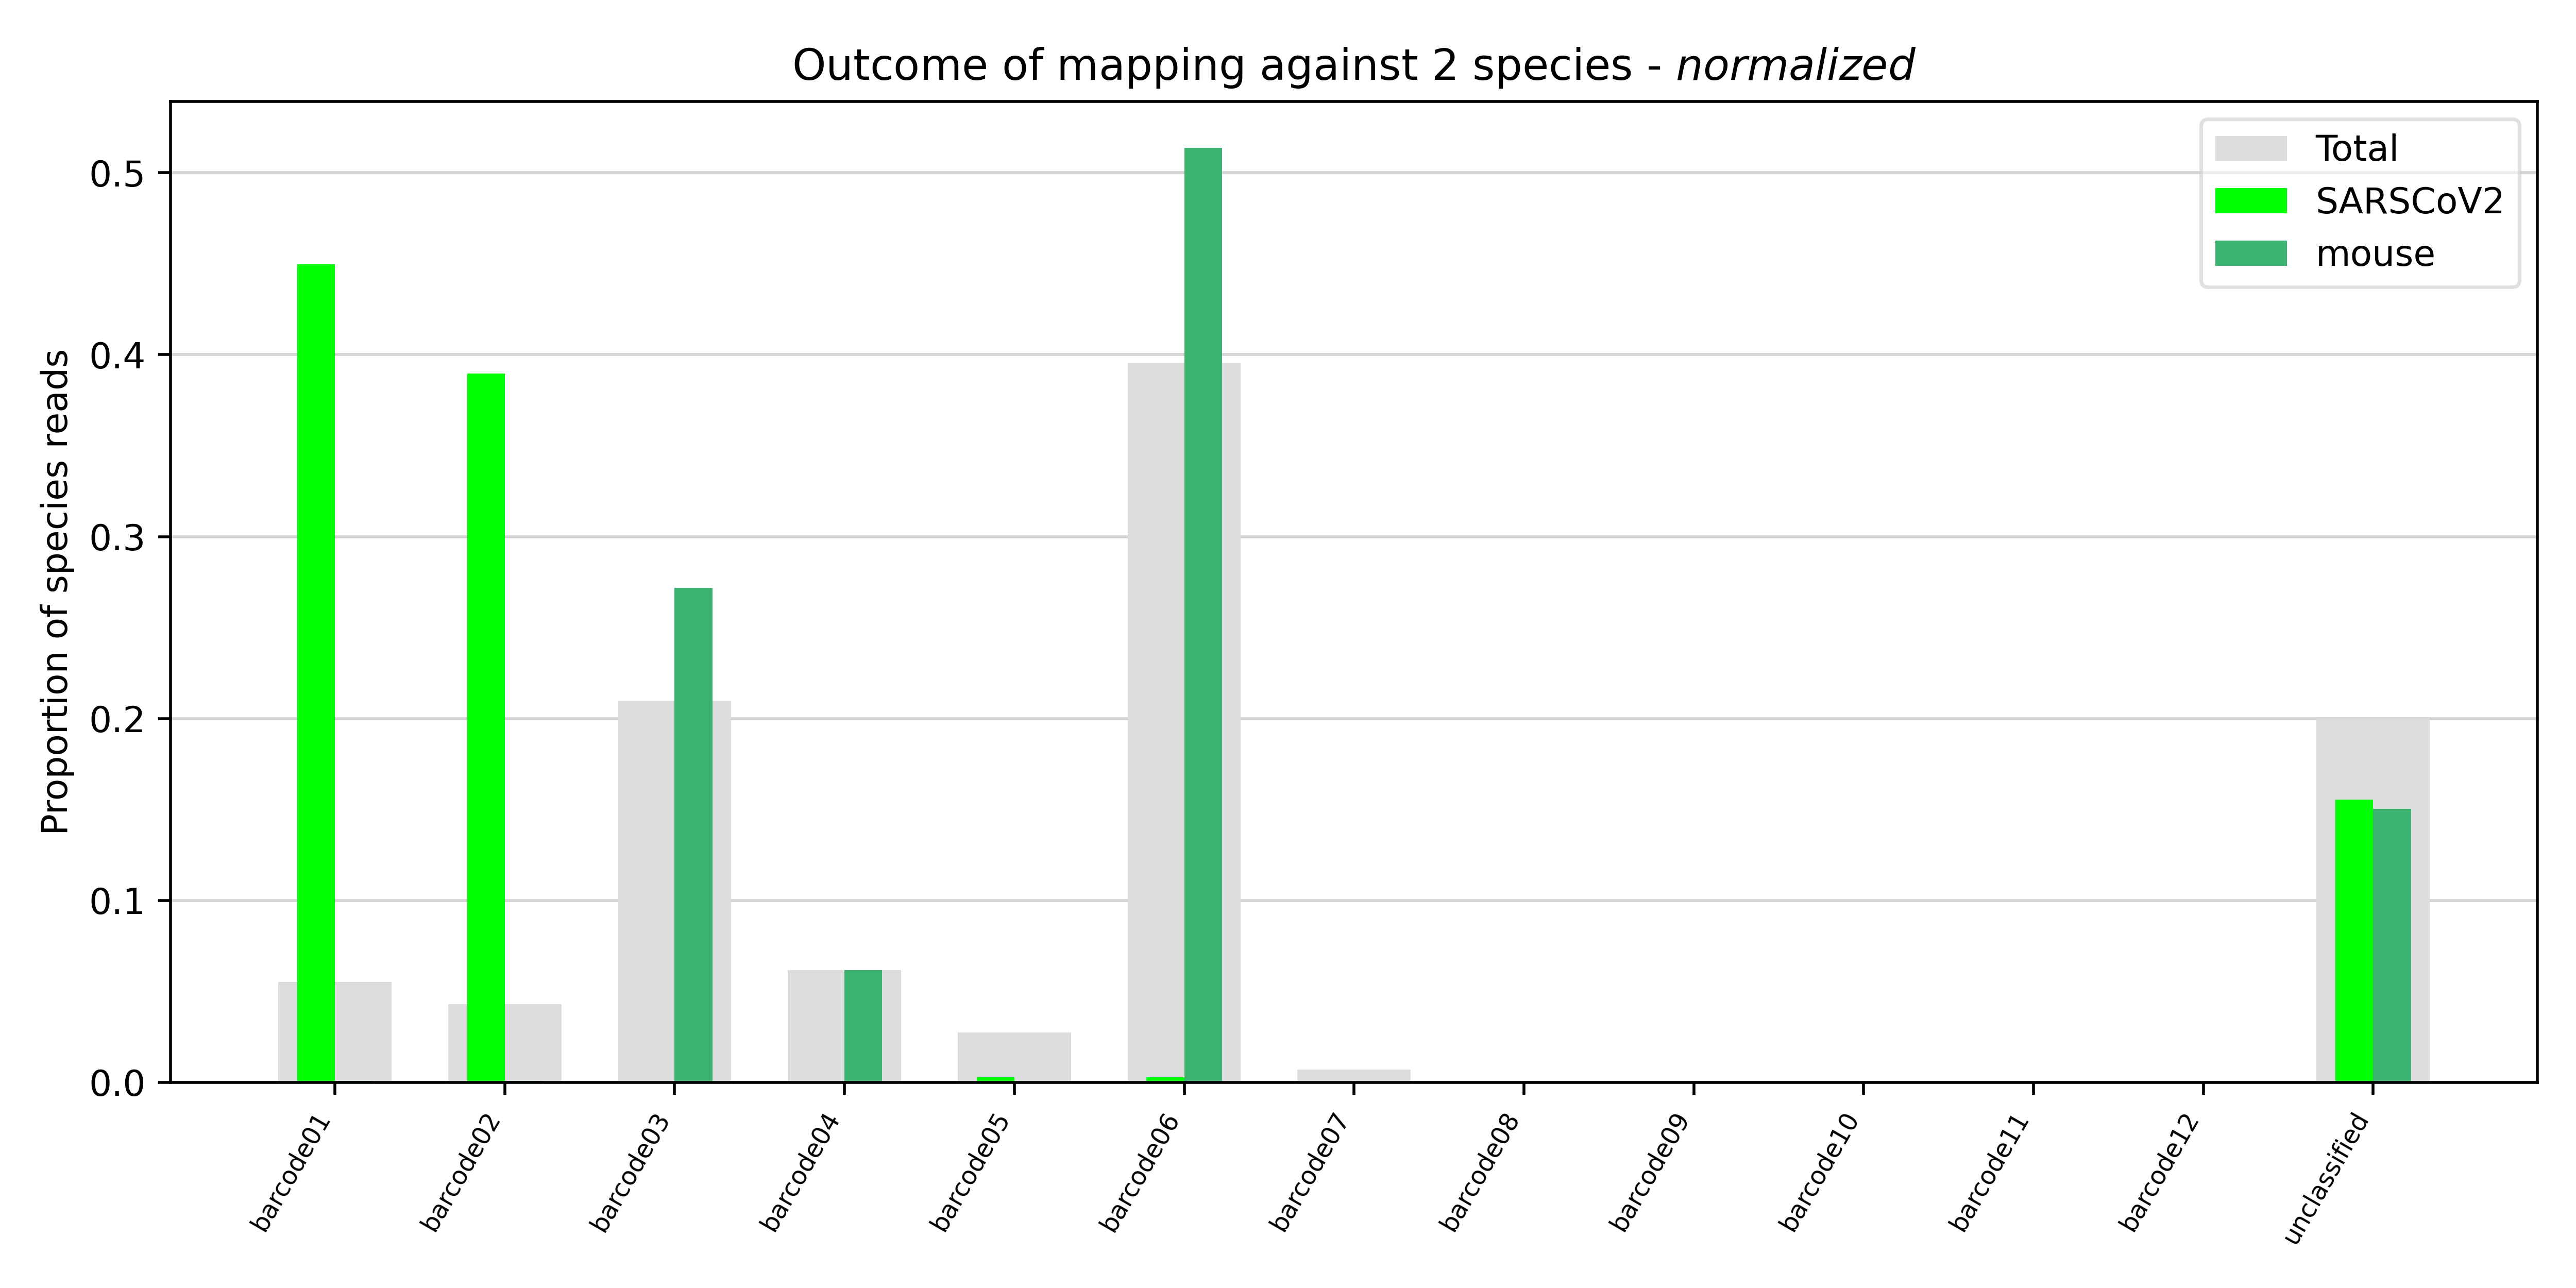 Outcome of mapping against 2 species - normalized
Total
SARSCoV2
mouse
Proportion of species reads
0.5
0.4
0.3
0.2
0.1
0.0
barcode01
barcode02
barcode03
barcode04
barcode05
barcode06
barcode07
barcode08
barcode09
barcode10
barcode11
barcode12
unclassified